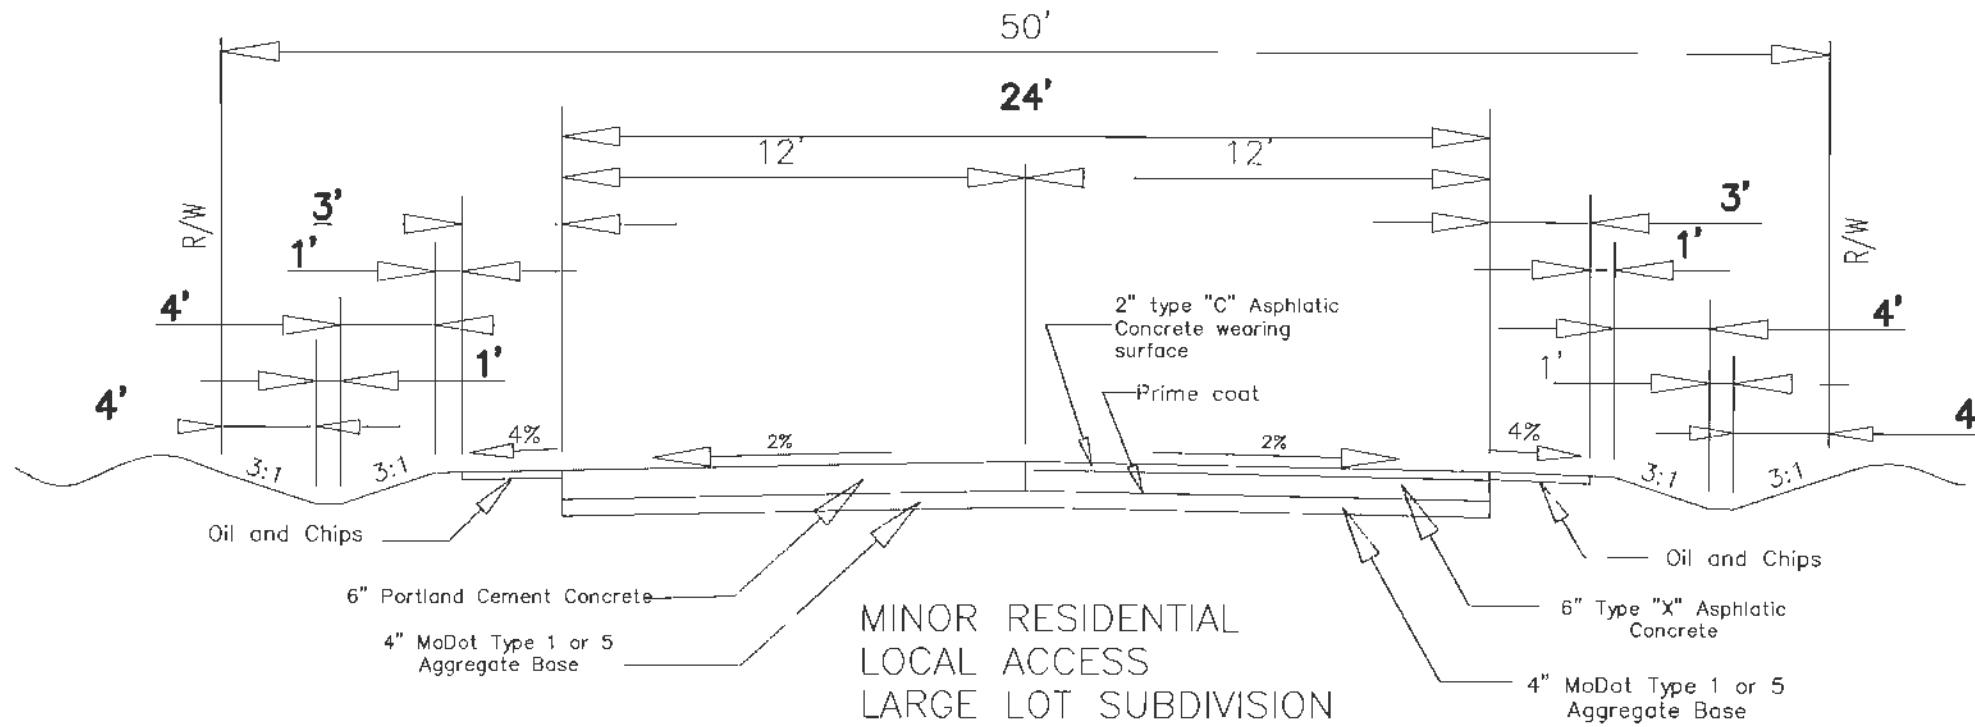 50'
24'
12' 12'
3' 3'
R/W R/W
1' 1'
4' 4'
1' 1'
4' 4
2" type "C" Asphlatic
Concrete wearing
surface
Prime coat
4% 2% 2% 4%
3:1 3:1 3:1 3:1
Oil and Chips
Oil and Chips
6" Portland Cement Concrete
4" MoDot Type 1 or 5
Aggregate Base
6" Type "X" Asphlatic
Concrete
4" MoDot Type 1 or 5
Aggregate Base
MINOR RESIDENTIAL
LOCAL ACCESS
LARGE LOT SUBDIVISION